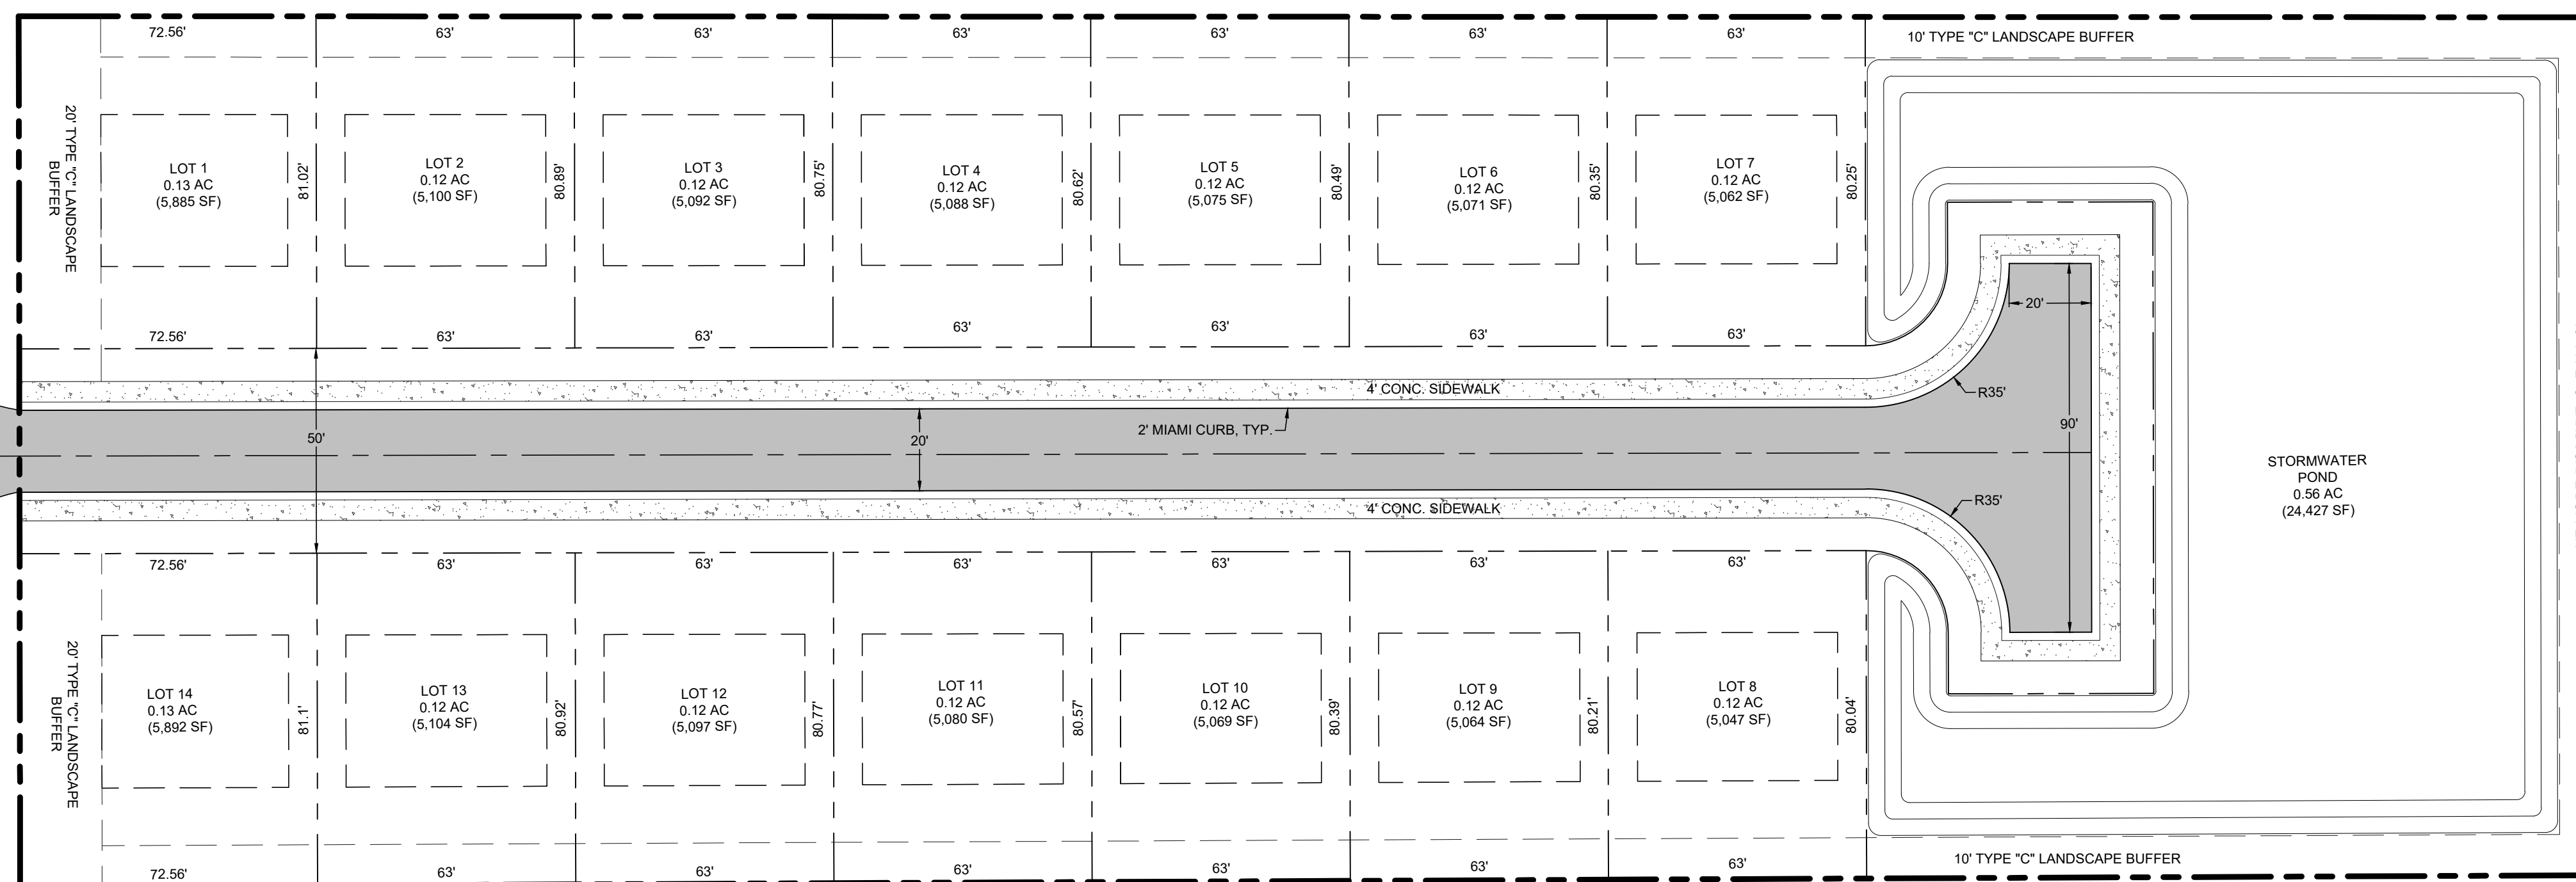 72.56'
63'
63'
63'
63'
63'
63'
10' TYPE "C" LANDSCAPE BUFFER
20' TYPE "C" LANDSCAPE
BUFFER
LOT 1
0.13 AC
(5,885 SF)
81.02'
LOT 2
0.12 AC
(5,100 SF)
80.89'
LOT 3
0.12 AC
(5,092 SF)
80.75'
LOT 4
0.12 AC
(5,088 SF)
80.62'
LOT 5
0.12 AC
(5,075 SF)
80.49'
LOT 6
0.12 AC
(5,071 SF)
80.35'
LOT 7
0.12 AC
(5,062 SF)
80.25'
72.56'
63'
63'
63'
63'
63'
63'
20'
4' CONC. SIDEWALK
R35'
50'
20'
2' MIAMI CURB, TYP.
90'
4' CONC. SIDEWALK
R35'
STORMWATER
POND
0.56 AC
(24,427 SF)
72.56'
63'
63'
63'
63'
63'
63'
20' TYPE "C" LANDSCAPE
BUFFER
LOT 14
0.13 AC
(5,892 SF)
81.1'
LOT 13
0.12 AC
(5,104 SF)
80.92'
LOT 12
0.12 AC
(5,097 SF)
80.77'
LOT 11
0.12 AC
(5,080 SF)
80.57'
LOT 10
0.12 AC
(5,069 SF)
80.39'
LOT 9
0.12 AC
(5,064 SF)
80.21'
LOT 8
0.12 AC
(5,047 SF)
80.04'
72.56'
63'
63'
63'
63'
63'
63'
10' TYPE "C" LANDSCAPE BUFFER